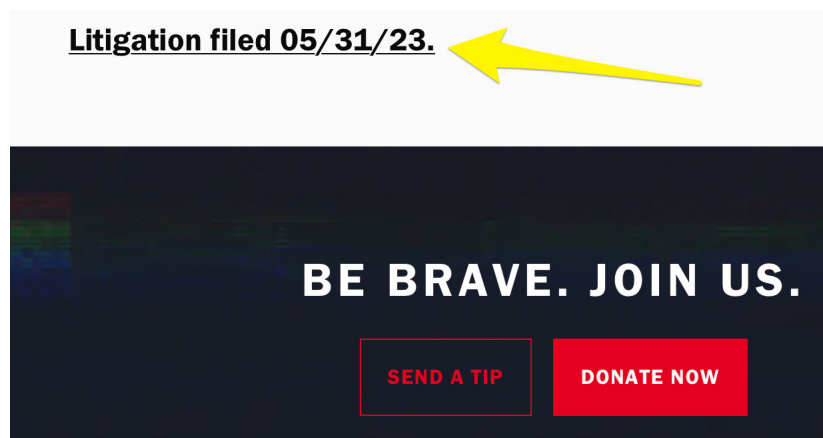 Litigation filed 05/31/23.
BE BRAVE. JOIN US.
SEND A TIP
DONATE NOW